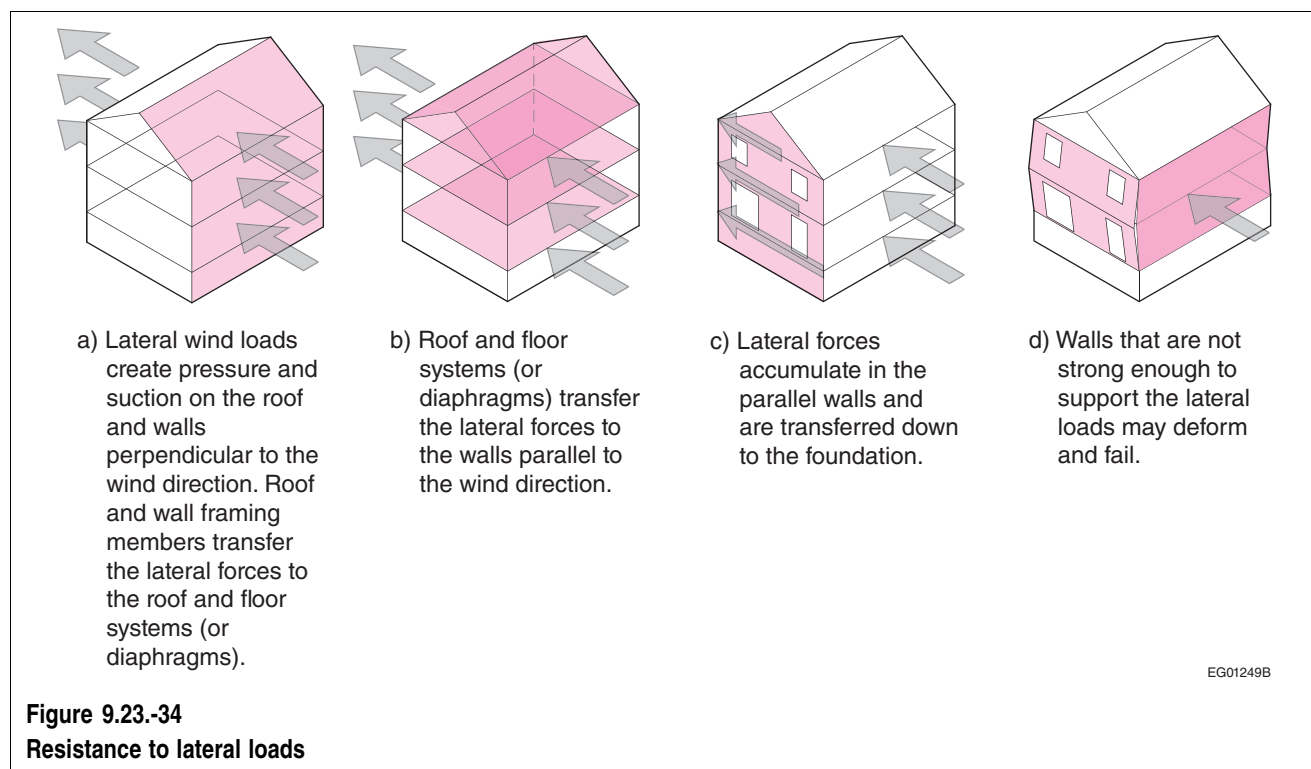 a) Lateral wind loads
create pressure and
suction on the roof
and walls
perpendicular to the
wind direction. Roof
and wall framing
members transfer
the lateral forces to
the roof and floor
systems (or
diaphragms).
b) Roof and floor
systems (or
diaphragms) transfer
the lateral forces to
the walls parallel to
the wind direction.
c) Lateral forces
accumulate in the
parallel walls and
are transferred down
to the foundation.
d) Walls that are not
strong enough to
support the lateral
loads may deform
and fail.
EG01249B
Figure 9.23.-34
Resistance to lateral loads